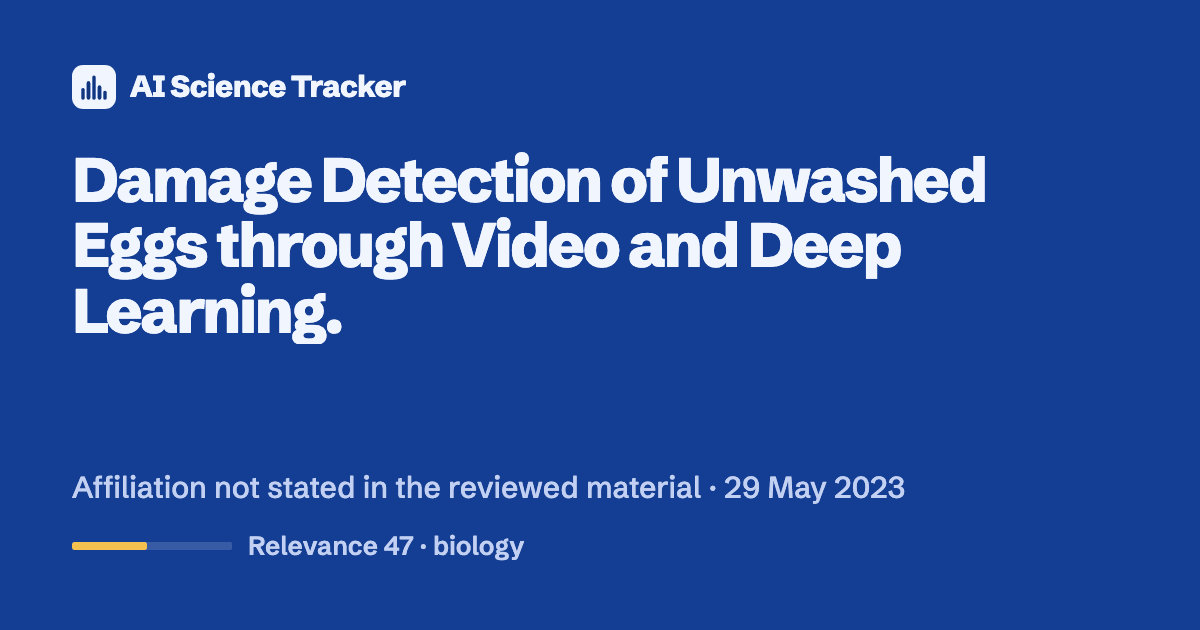 AI Science Tracker
Damage Detection of Unwashed
Eggs through Video and Deep
Learning.
Affiliation not stated in the reviewed material · 29 May 2023
Relevance 47 · biology